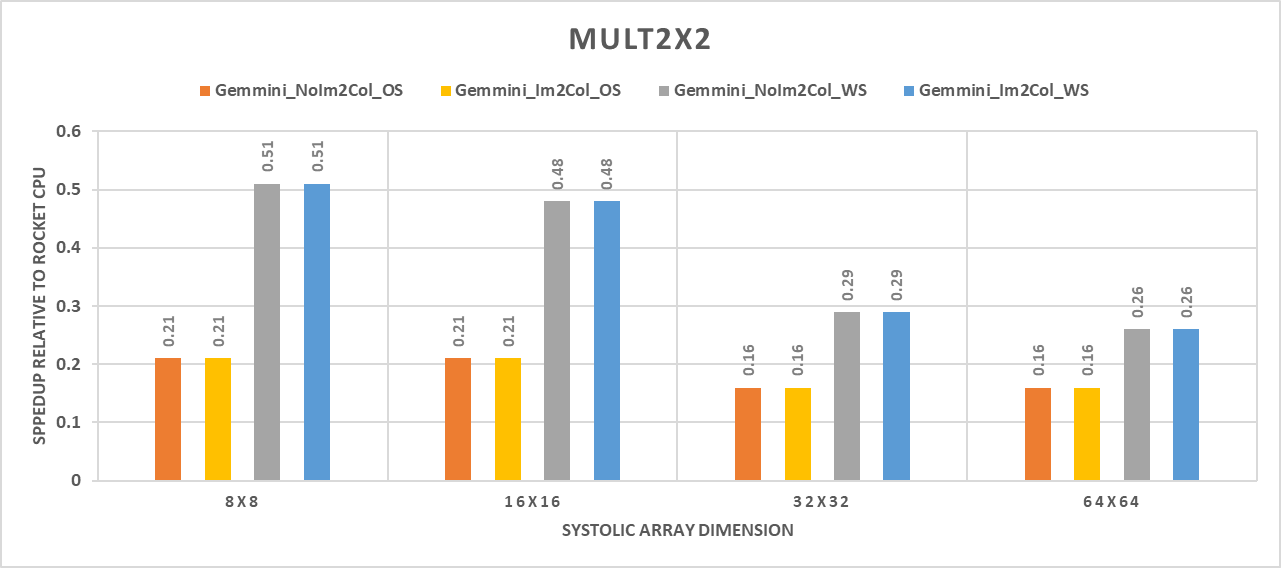 MULT2X2
Gemmini_NoIm2Col_OS Gemmini_Im2Col_OS Gemmini_NoIm2Col_WS Gemmini_Im2Col_WS
SPPEDUP RELATIVE TO ROCKET CPU
0.6
0.5
0.4
0.3
0.2
0.1
0
0.21 0.21 0.51 0.51
0.21 0.21 0.48 0.48
0.16 0.16 0.29 0.29
0.16 0.16 0.26 0.26
8X8 16X16 32X32 64X64
SYSTOLIC ARRAY DIMENSION